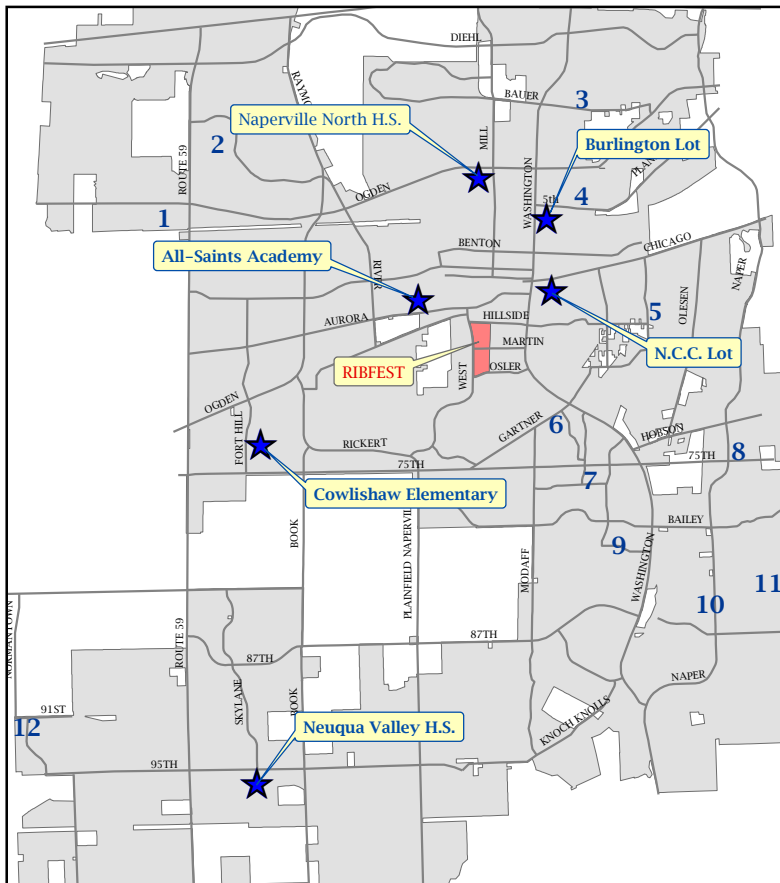 DIEHL
RAYMO
BAUER
3
Naperville North H.S.
MILL
2
Burlington Lot
PLAN
ROUTE 59
OGDEN
WASHINGTON
5th
4
1
BENTON
CHICAGO
All-Saints Academy
RIVER
NAPER
AURORA
HILLSIDE
5
OLESEN
MARTIN
N.C.C. Lot
RIBFEST
WEST
OSLER
OGDEN
GARTNER
6
HOBSON
FORT HILL
RICKERT
75TH
75TH
8
7
Cowlishaw Elementary
BOOK
PLAINFIELD NAPERVIL
BAILEY
9
MODAFF
WASHINGTON
11
10
NORMANTOWN
ROUTE 59
87TH
87TH
NAPER
91ST
SKYLANE
BOOK
KNOCH KNOLLS
12
Neuqua Valley H.S.
95TH